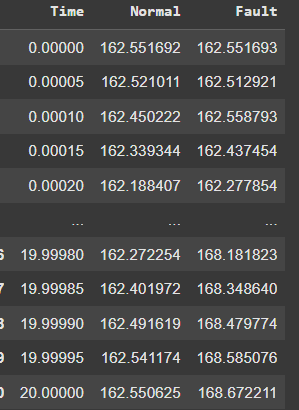 Time Normal Fault
0.00000 162.551692 162.551693
0.00005 162.521011 162.512921
0.00010 162.450222 162.558793
0.00015 162.339344 162.437454
0.00020 162.188407 162.277854
... ... ...
6 19.99980 162.272254 168.181823
7 19.99985 162.401972 168.348640
8 19.99990 162.491619 168.479774
9 19.99995 162.541174 168.585076
0 20.00000 162.550625 168.672211